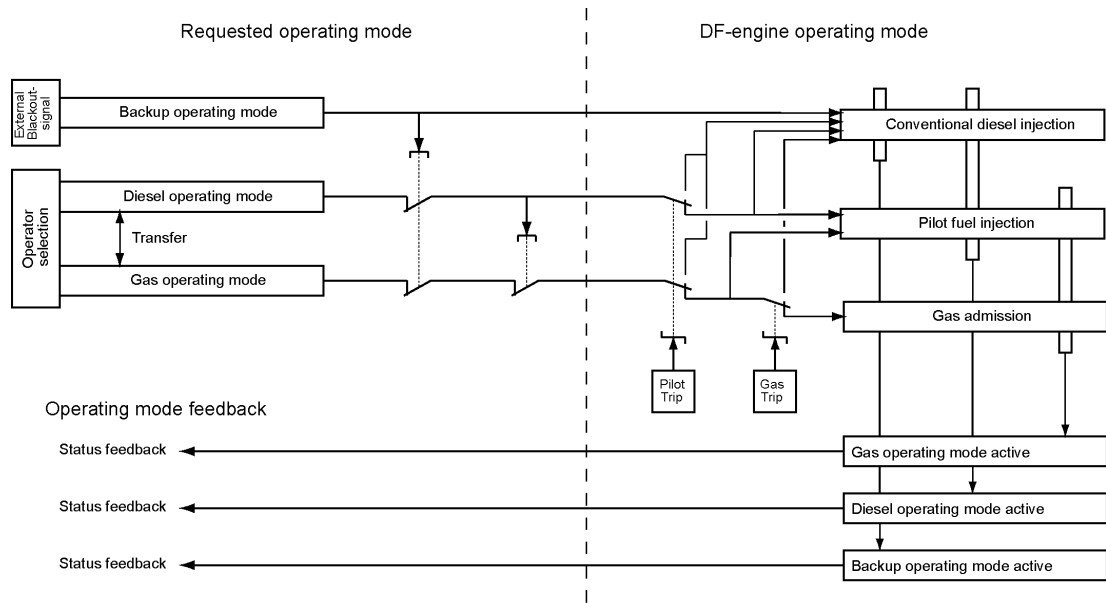 Requested operating mode
DF-engine operating mode
External
Blackout-
signal
Backup operating mode
Conventional diesel injection
Operator
selection
Diesel operating mode
Transfer
Gas operating mode
Pilot fuel injection
Gas admission
Pilot
Trip
Gas
Trip
Operating mode feedback
Status feedback
Gas operating mode active
Status feedback
Diesel operating mode active
Status feedback
Backup operating mode active